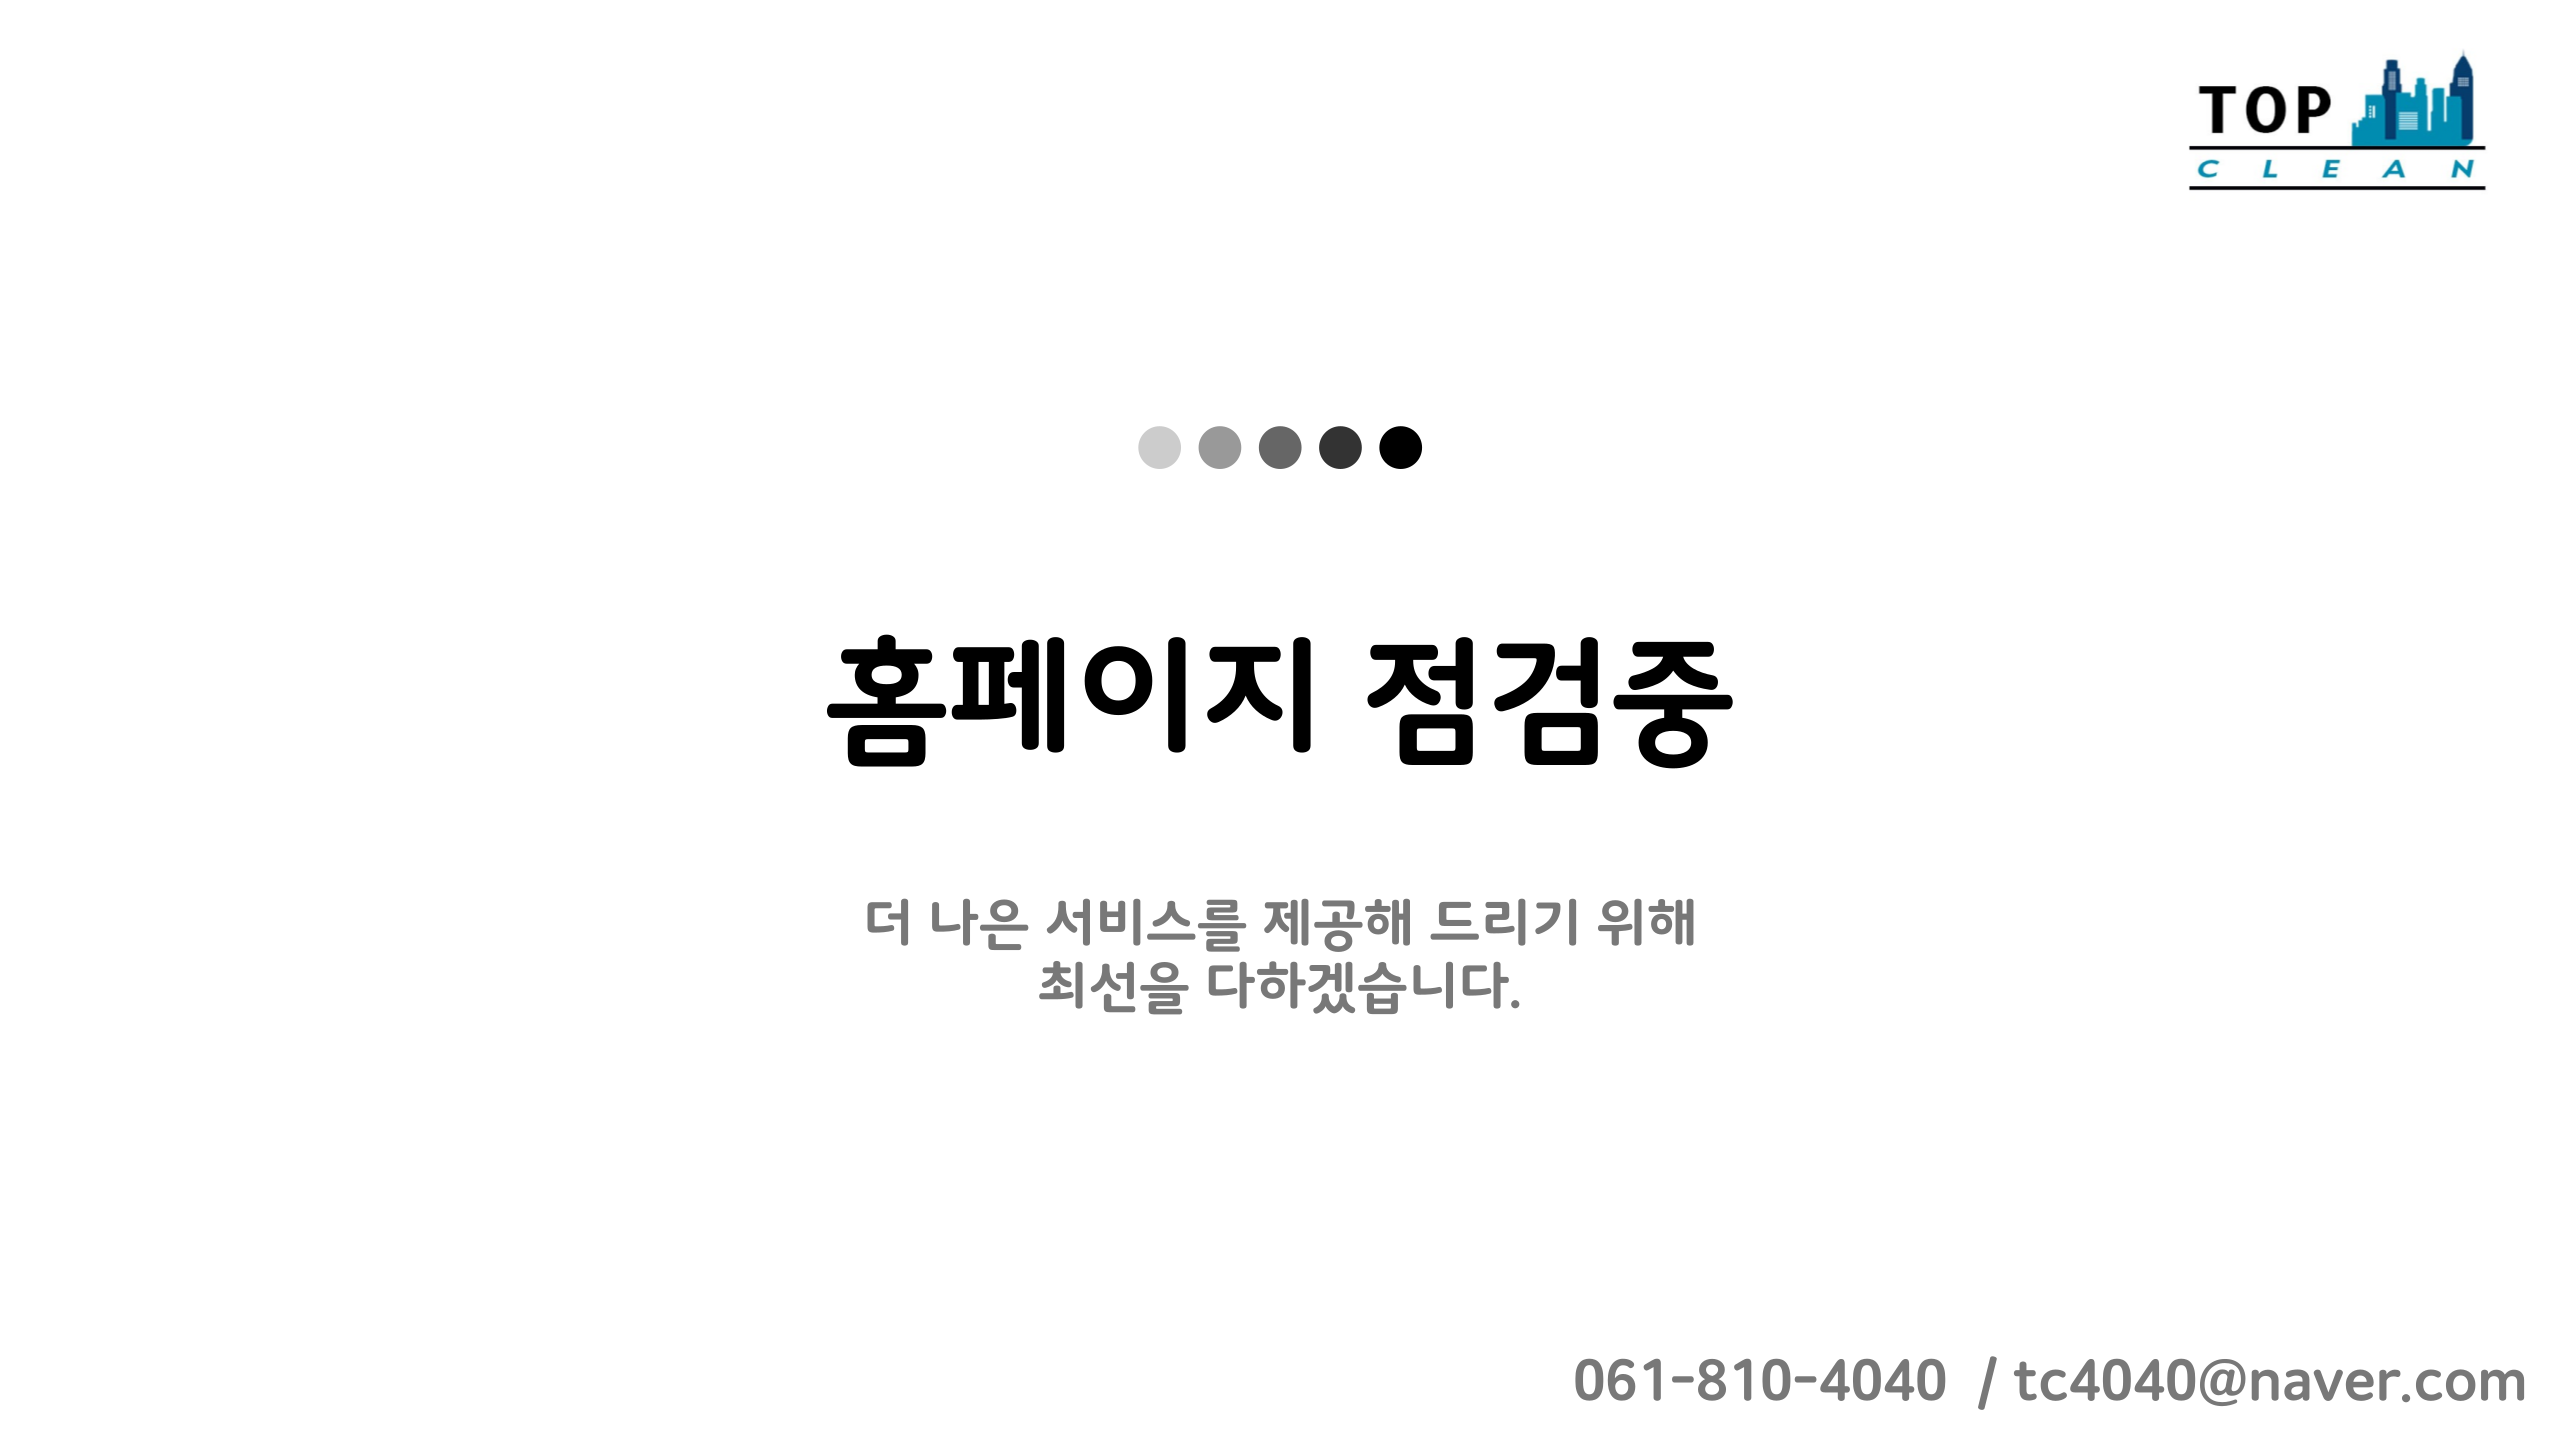 TOP
CLEAN
홈페이지 점검중
더 나은 서비스를 제공해 드리기 위해
최선을 다하겠습니다.
061-810-4040 / tc4040@naver.com